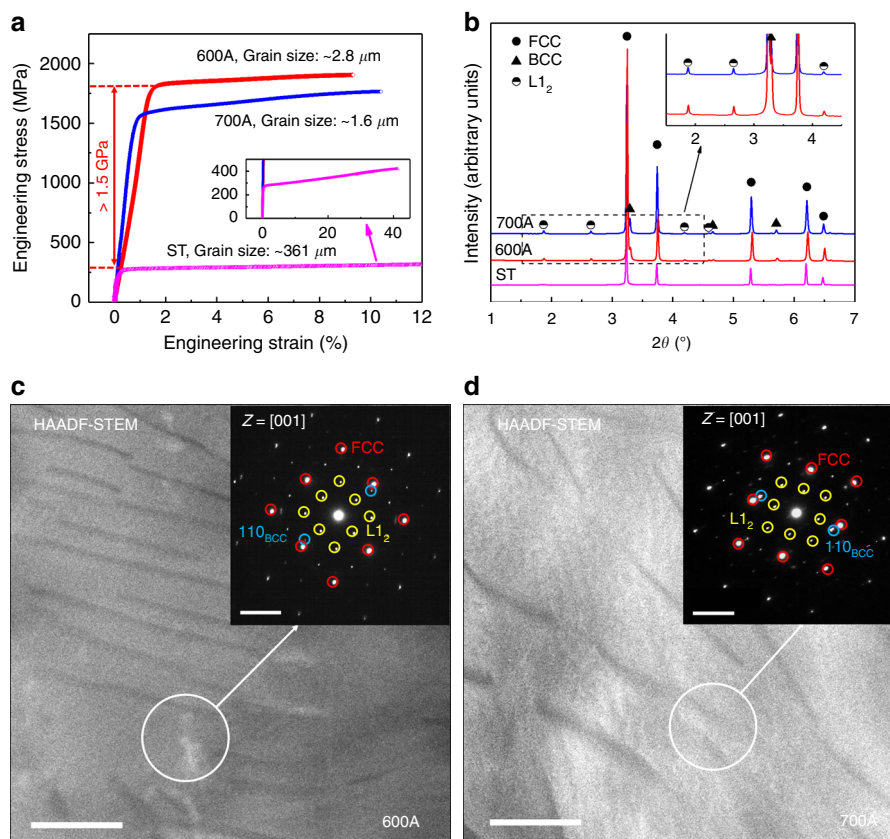 a
Engineering stress (MPa)
2000
1750
1500
1250
1000
750
500
250
0
0
2
4
6
8
10
12
Engineering strain (%)
600A, Grain size: ~2.8 μm
700A, Grain size: ~1.6 μm
> 1.5 GPa
400
200
0
0
20
40
ST, Grain size: ~361 μm
b
Intensity (arbitrary units)
● FCC
▲ BCC
L1₂
2
3
4
700A
600A
ST
1
2
3
4
5
6
7
2θ (°)
c
HAADF-STEM
Z = [001]
FCC
110BCC
L1₂
600A
d
HAADF-STEM
Z = [001]
FCC
L1₂
110BCC
700A